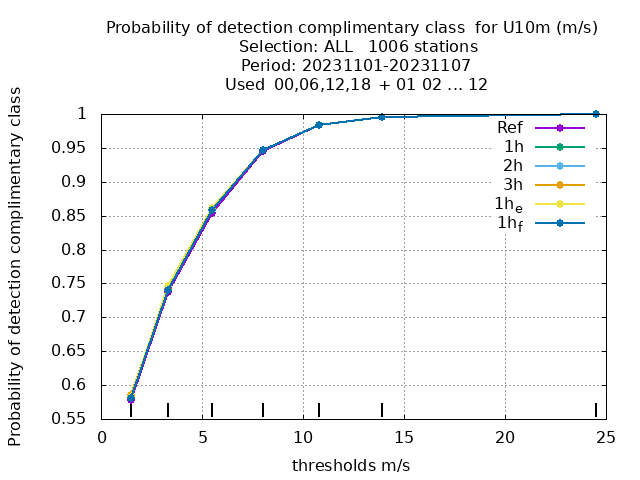 Probability of detection complimentary class  for U10m (m/s)
Selection: ALL   1006 stations
Period: 20231101-20231107
Used  00,06,12,18 + 01 02 ... 12
Probability of detection complimentary class
1
0.95
0.9
0.85
0.8
0.75
0.7
0.65
0.6
0.55
Ref
1h
2h
3h
1h_e
1h_f
0 5 10 15 20 25
thresholds m/s